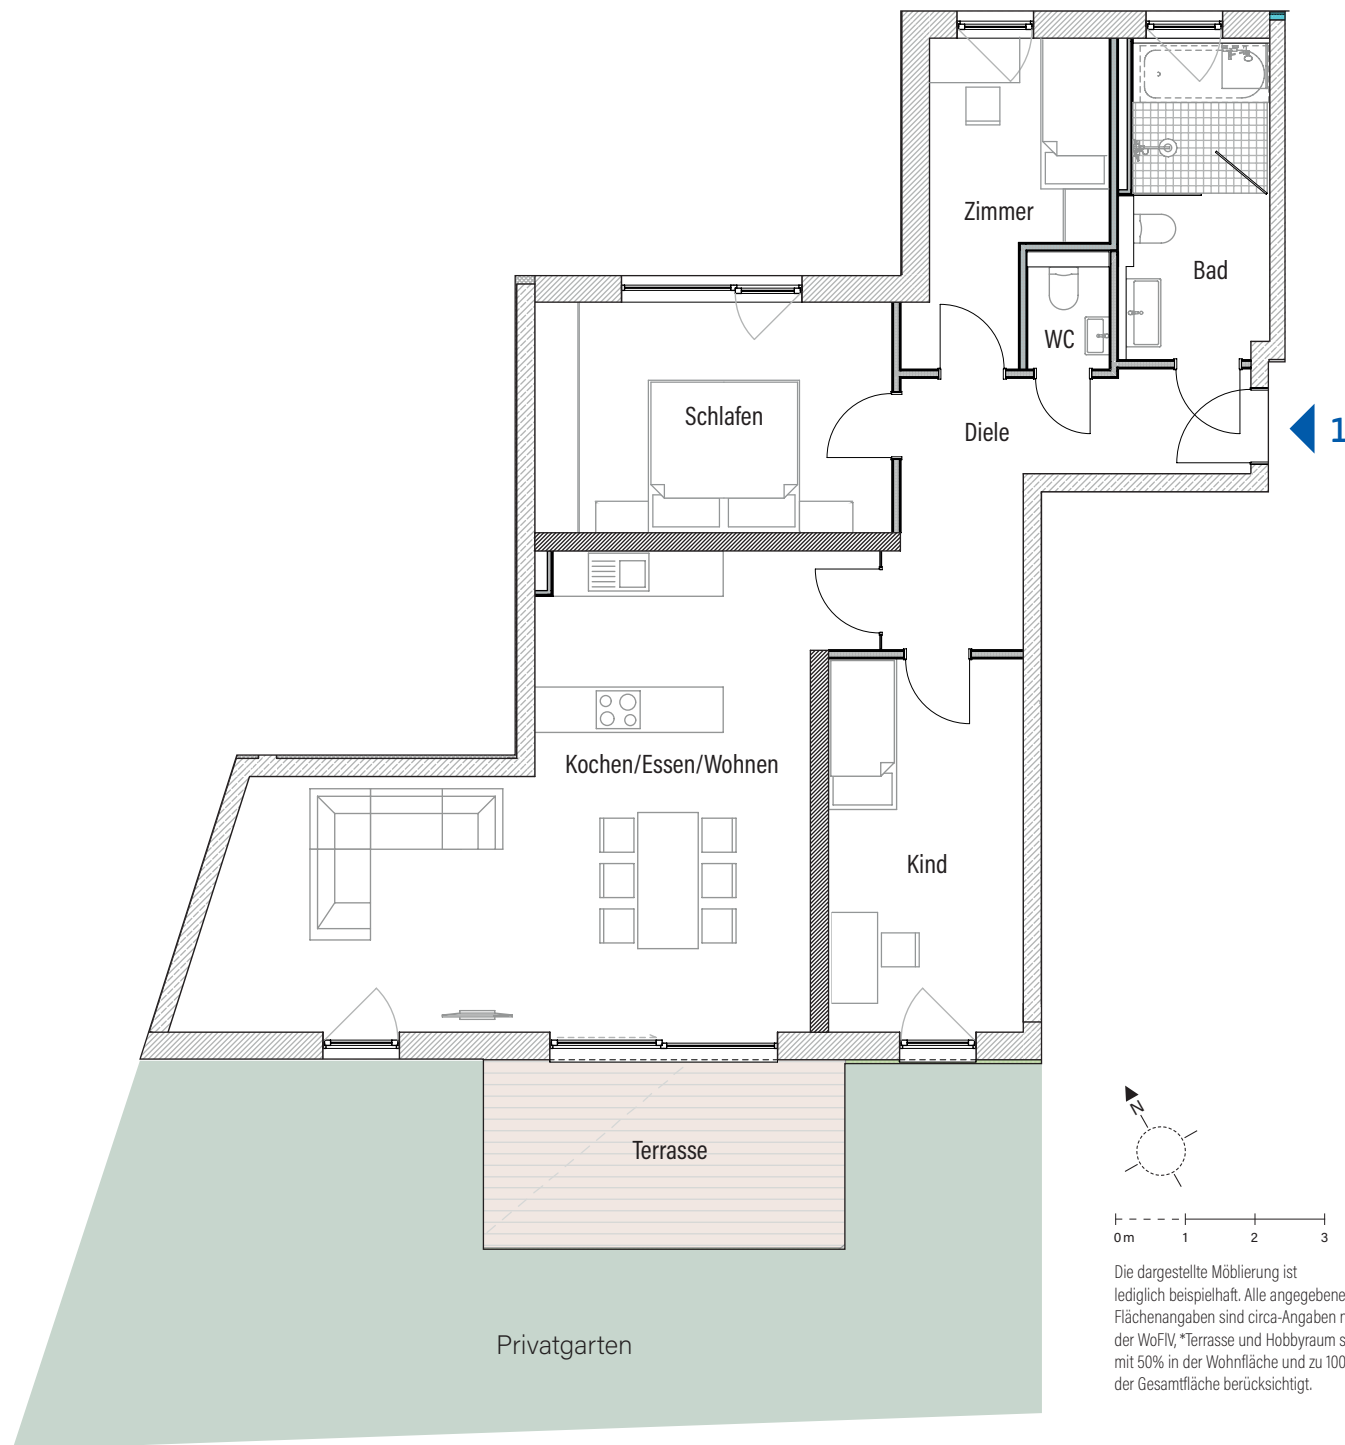 Zimmer
Bad
WC
Schlafen
Diele
1
Kochen/Essen/Wohnen
Kind
Terrasse
N
0 m 1 2 3
Die dargestellte Möblierung ist
lediglich beispielhaft. Alle angegebene
Flächenangaben sind circa-Angaben n
der WoFlV, *Terrasse und Hobbyraum s
mit 50% in der Wohnfläche und zu 100
der Gesamtfläche berücksichtigt.
Privatgarten